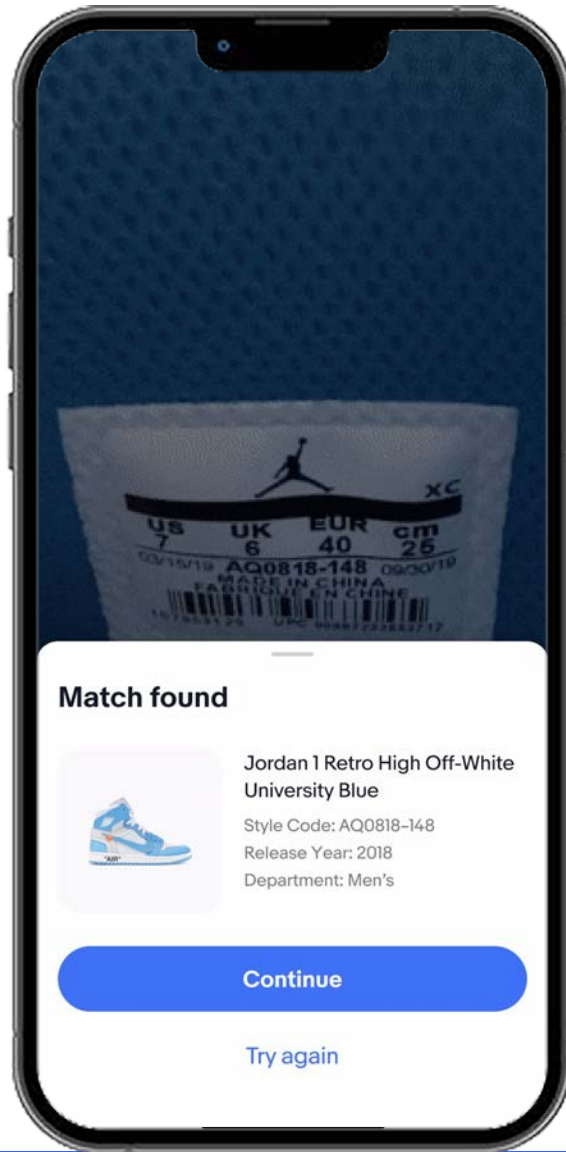 XC
US UK EUR cm
7 6 40 25
03/15/19 AQ0818-148 09/30/19
MADE IN CHINA
FABRIQUÉ EN CHINE
UPC
Match found
Jordan 1 Retro High Off-White
University Blue
Style Code: AQ0818-148
Release Year: 2018
Department: Men's
"AIR"
Continue
Try again